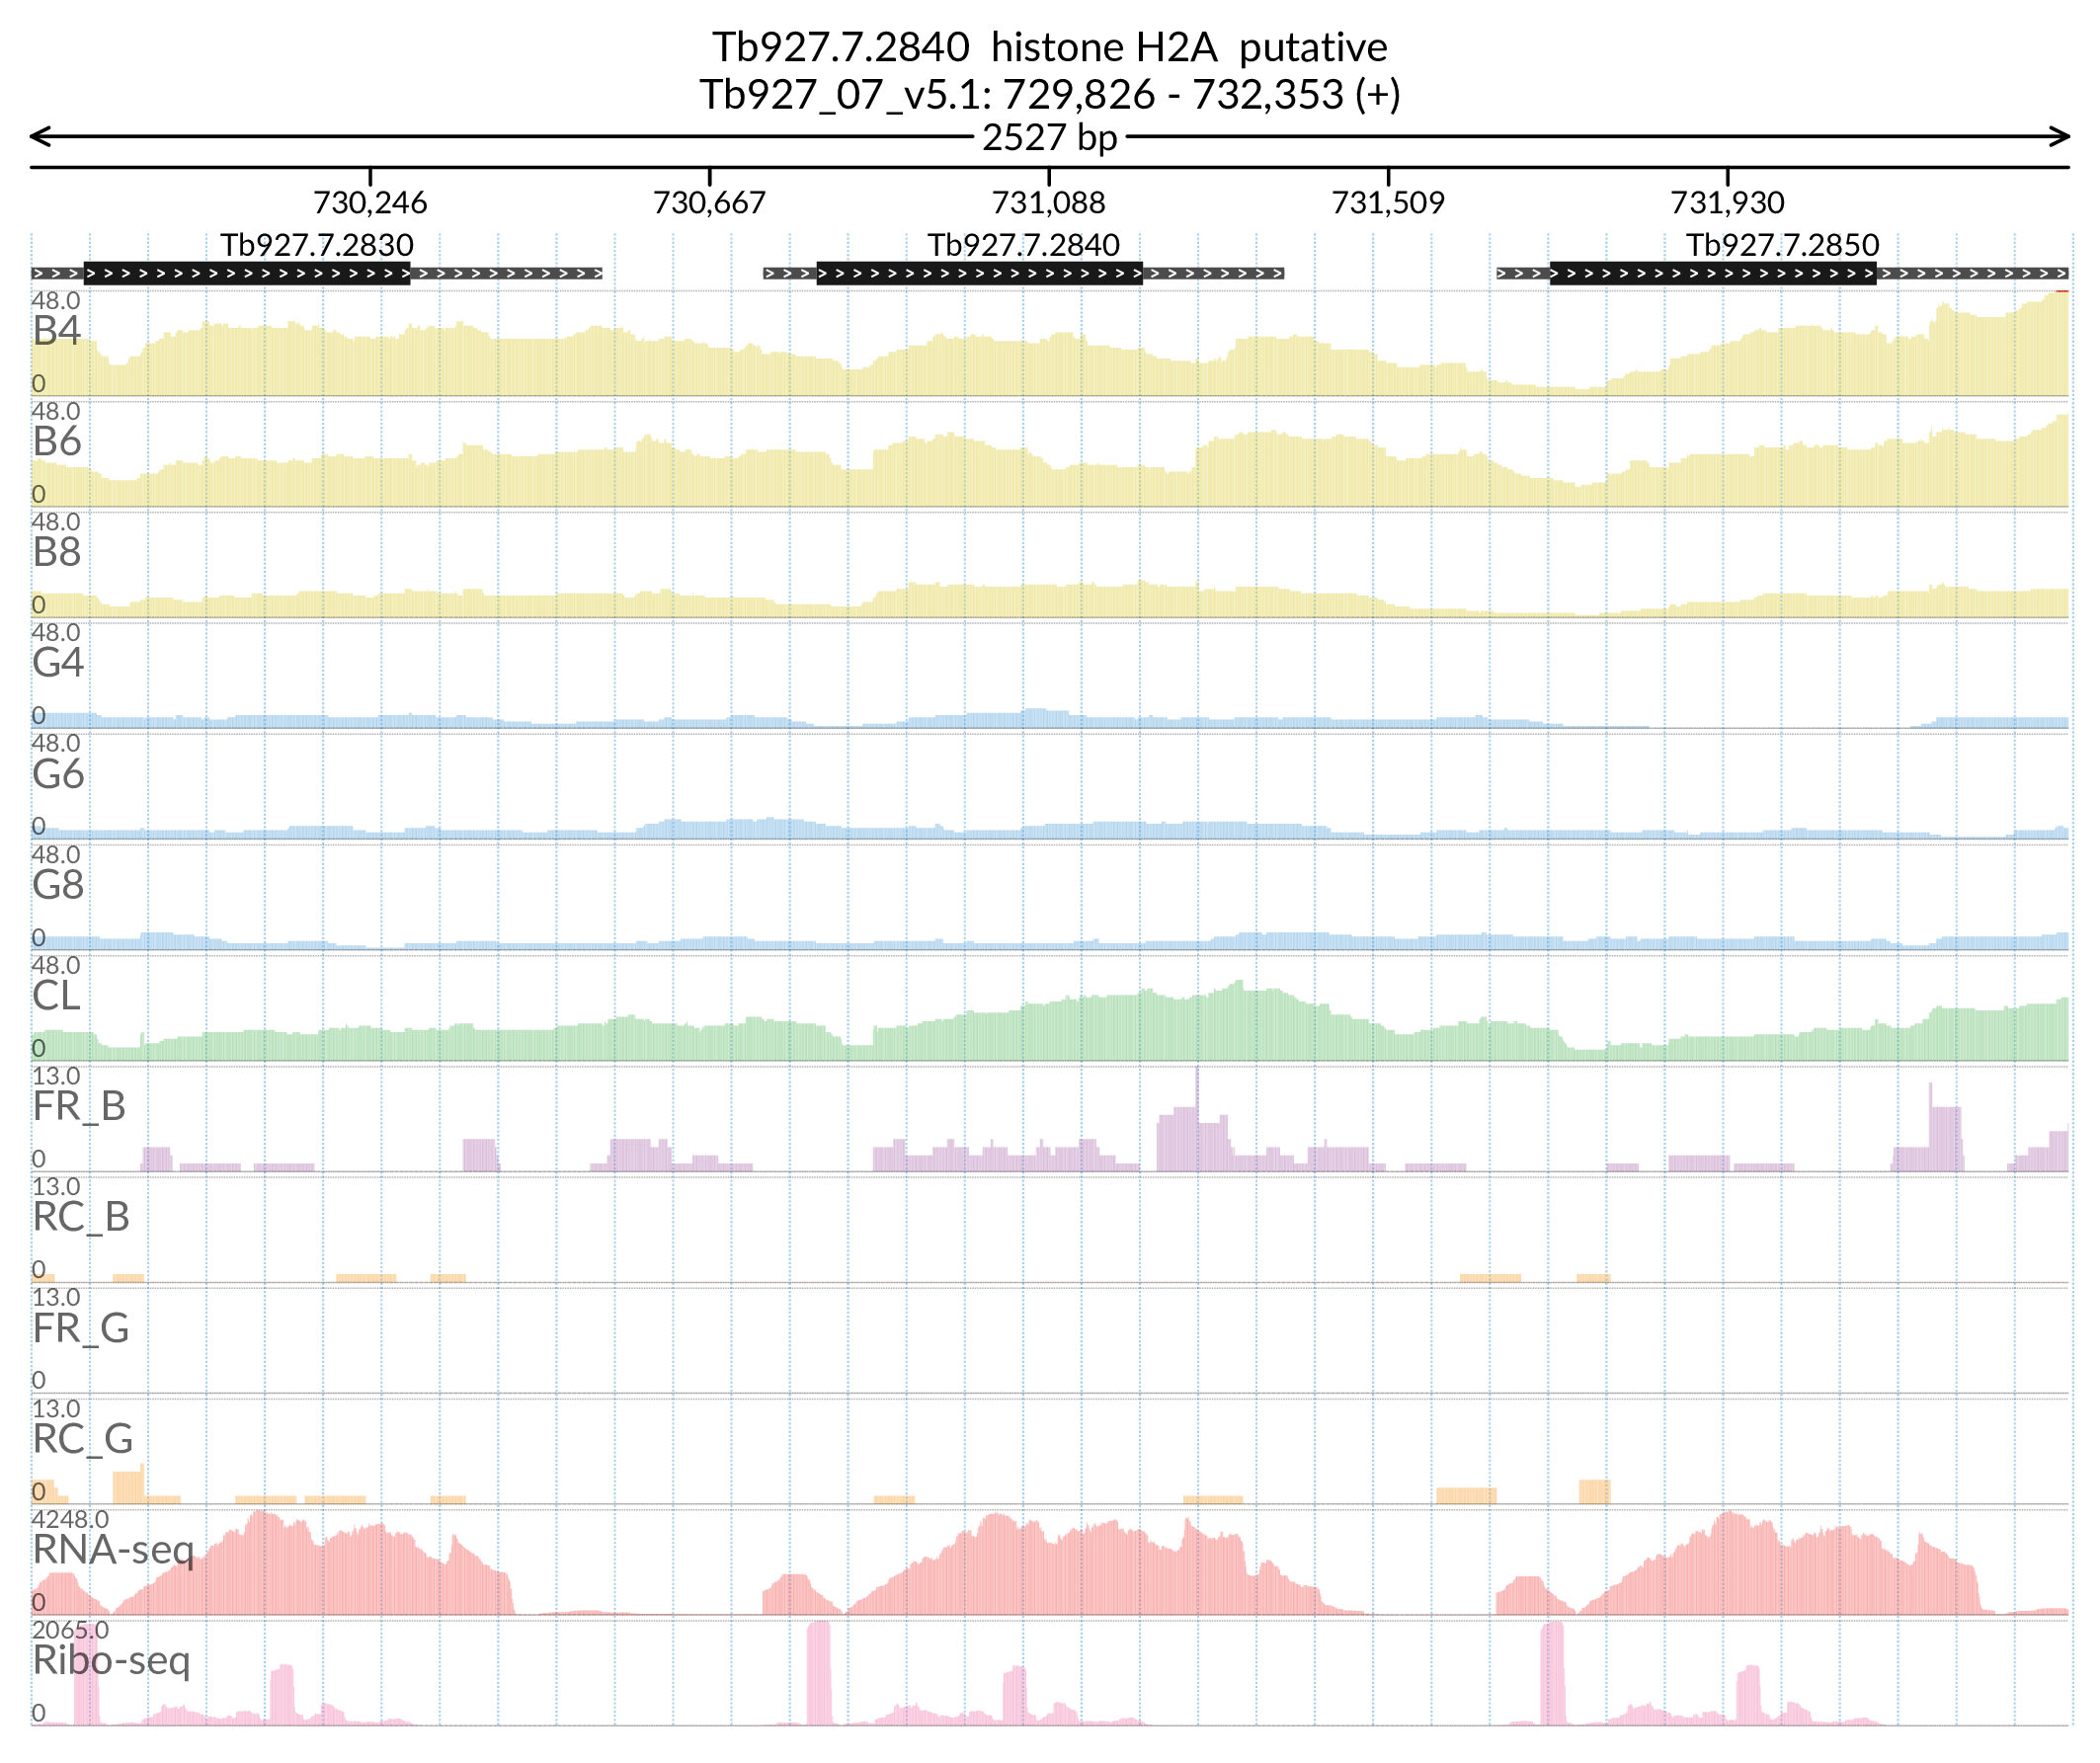 Tb927.7.2840  histone H2A  putative
Tb927_07_v5.1: 729,826 - 732,353 (+)
2527 bp
730,246 730,667 731,088 731,509 731,930
Tb927.7.2830 Tb927.7.2840 Tb927.7.2850
48.0
B4
0
48.0
B6
0
48.0
B8
0
48.0
G4
0
48.0
G6
0
48.0
G8
0
48.0
CL
0
13.0
FR_B
0
13.0
RC_B
0
13.0
FR_G
0
13.0
RC_G
0
4248.0
RNA-seq
0
2065.0
Ribo-seq
0